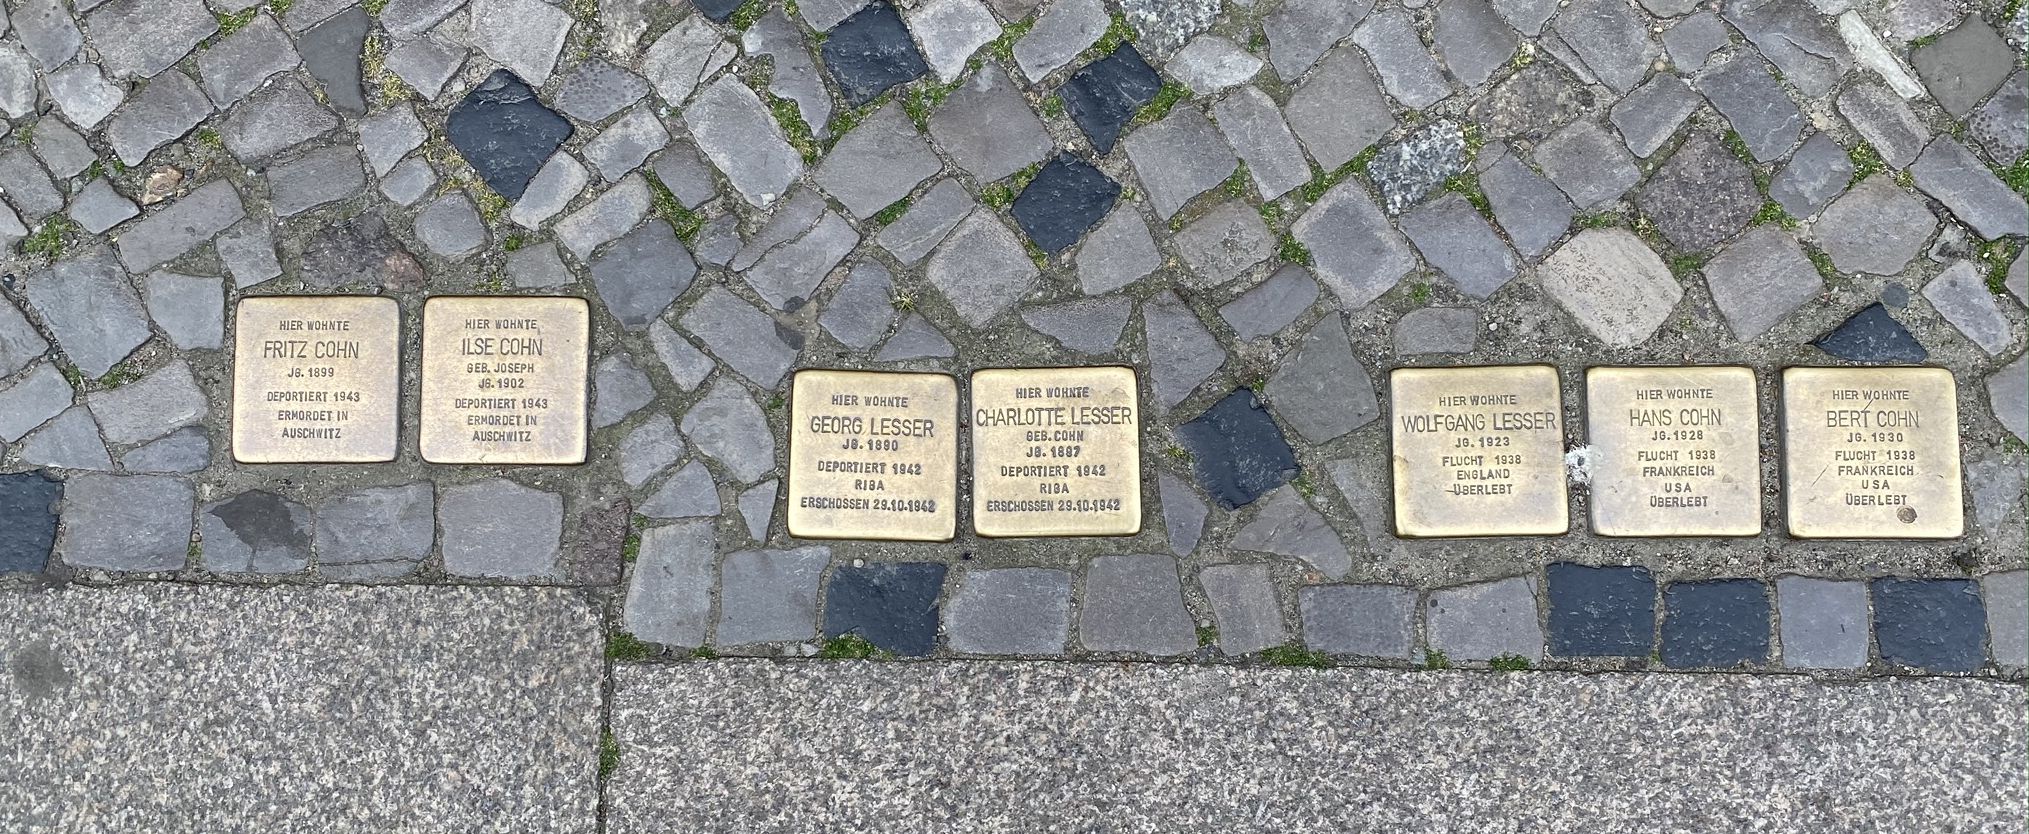 HIER WOHNTE
FRITZ COHN
JG. 1899
DEPORTIERT 1943
ERMORDET IN
AUSCHWITZ
HIER WOHNTE
ILSE COHN
GEB. JOSEPH
JG. 1902
DEPORTIERT 1943
ERMORDET IN
AUSCHWITZ
HIER WOHNTE
GEORG LESSER
JG. 1880
DEPORTIERT 1942
RIGA
ERSCHOSSEN 29.10.1942
HIER WOHNTE
CHARLOTTE LESSER
GEB. COHN
JG. 1887
DEPORTIERT 1942
RIGA
ERSCHOSSEN 29.10.1942
HIER WOHNTE
WOLFGANG LESSER
JG. 1923
FLUCHT 1938
ENGLAND
ÜBERLEBT
HIER WOHNTE
HANS COHN
JG. 1928
FLUCHT 1938
FRANKREICH
USA
ÜBERLEBT
HIER WOHNTE
BERT COHN
JG. 1930
FLUCHT 1938
FRANKREICH
USA
ÜBERLEBT